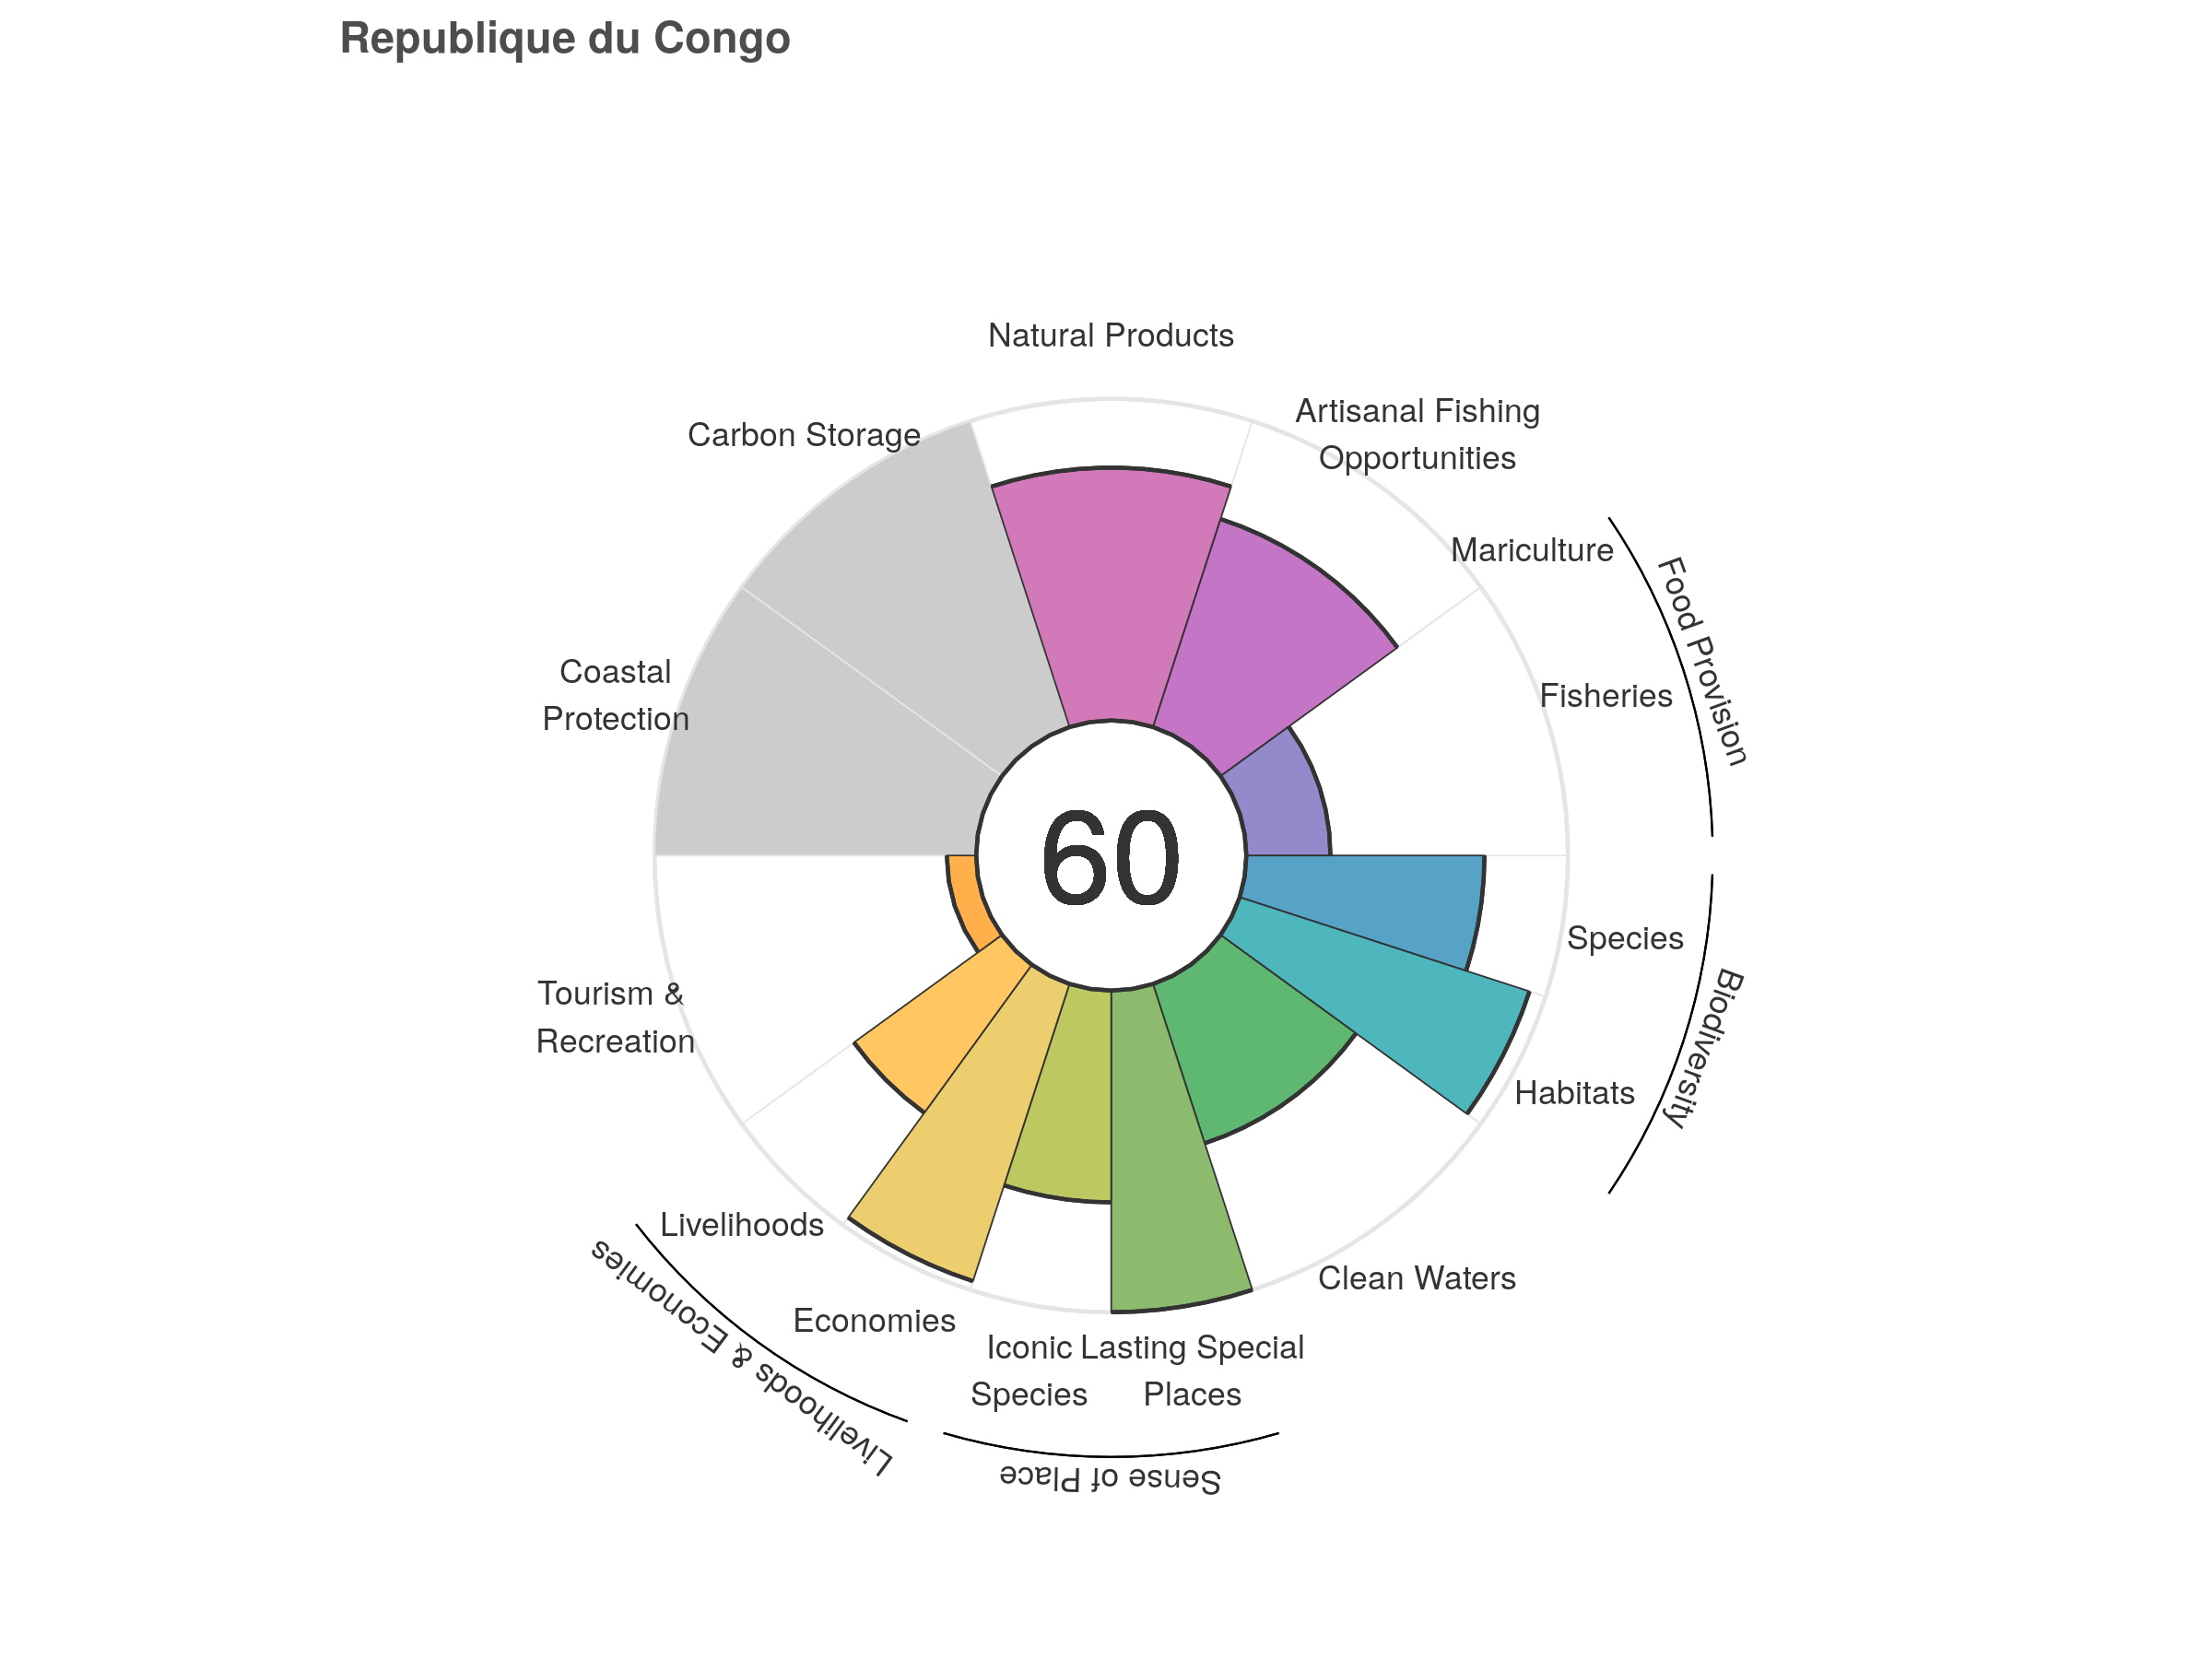 Republique du Congo
Natural Products
Artisanal Fishing
Opportunities
Carbon Storage
Mariculture
Food Provision
Fisheries
Coastal
Protection
60
Species
Biodiversity
Habitats
Tourism &
Recreation
Livelihoods
Clean Waters
Economies
Livelihoods & Economies
Iconic
Species
Lasting Special
Places
Sense of Place